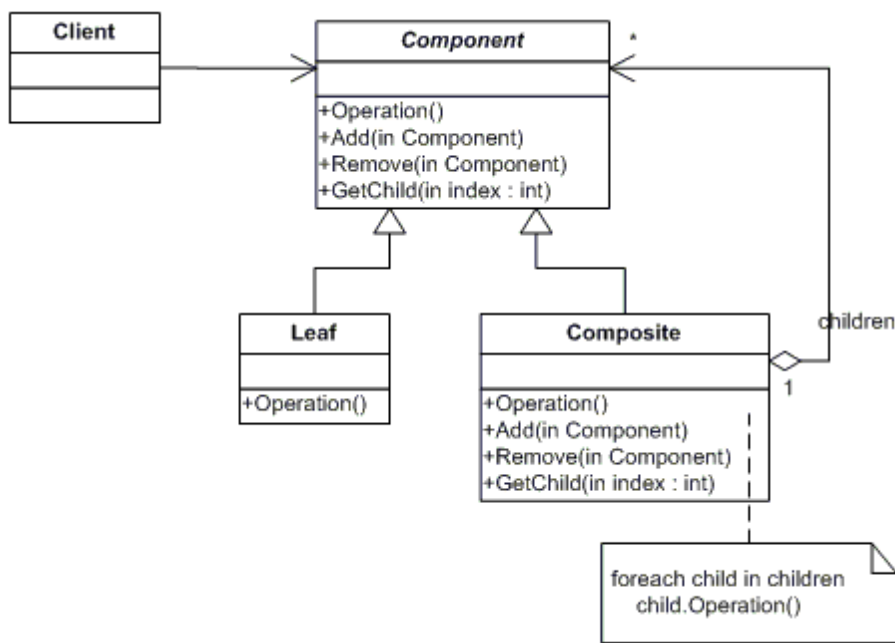 Client
Component
*
+Operation()
+Add(in Component)
+Remove(in Component)
+GetChild(in index : int)
children
Leaf
+Operation()
Composite
1
+Operation()
+Add(in Component)
+Remove(in Component)
+GetChild(in index : int)
foreach child in children
child.Operation()